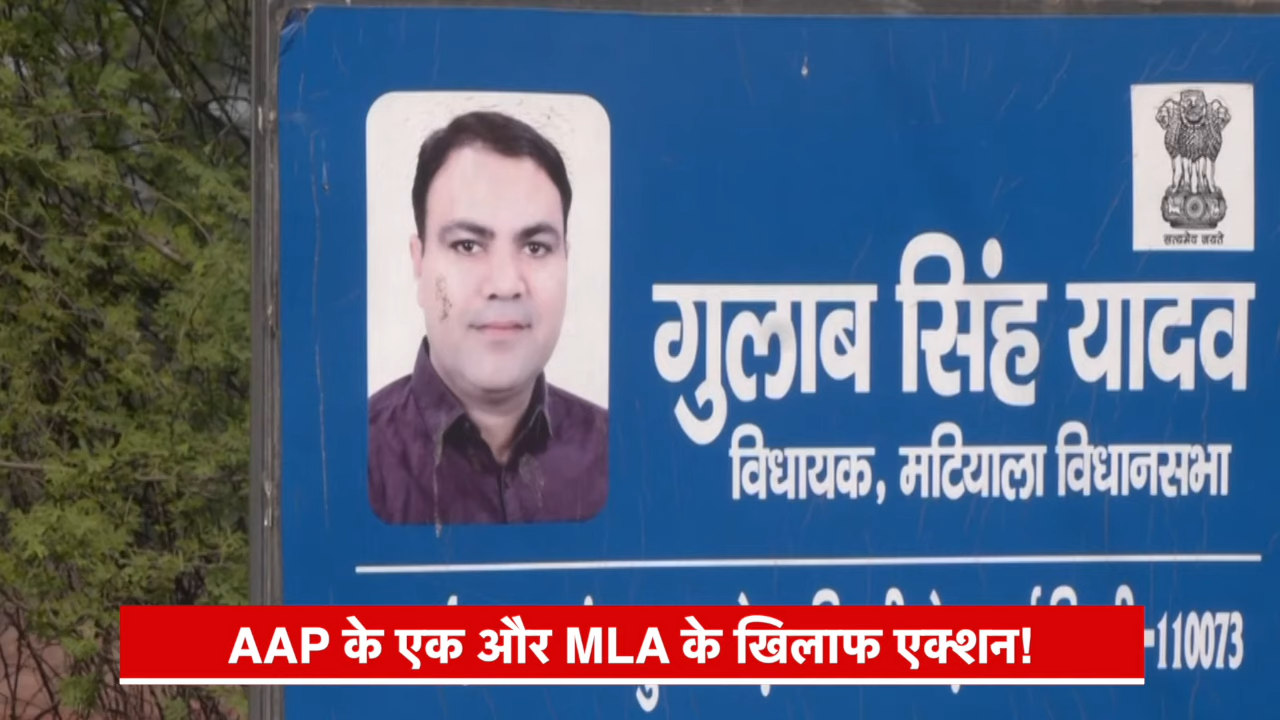 सत्यमेव जयते
गुलाब सिंह यादव
विधायक, मटियाला विधानसभा
-110073
AAP के एक और MLA के खिलाफ एक्शन!